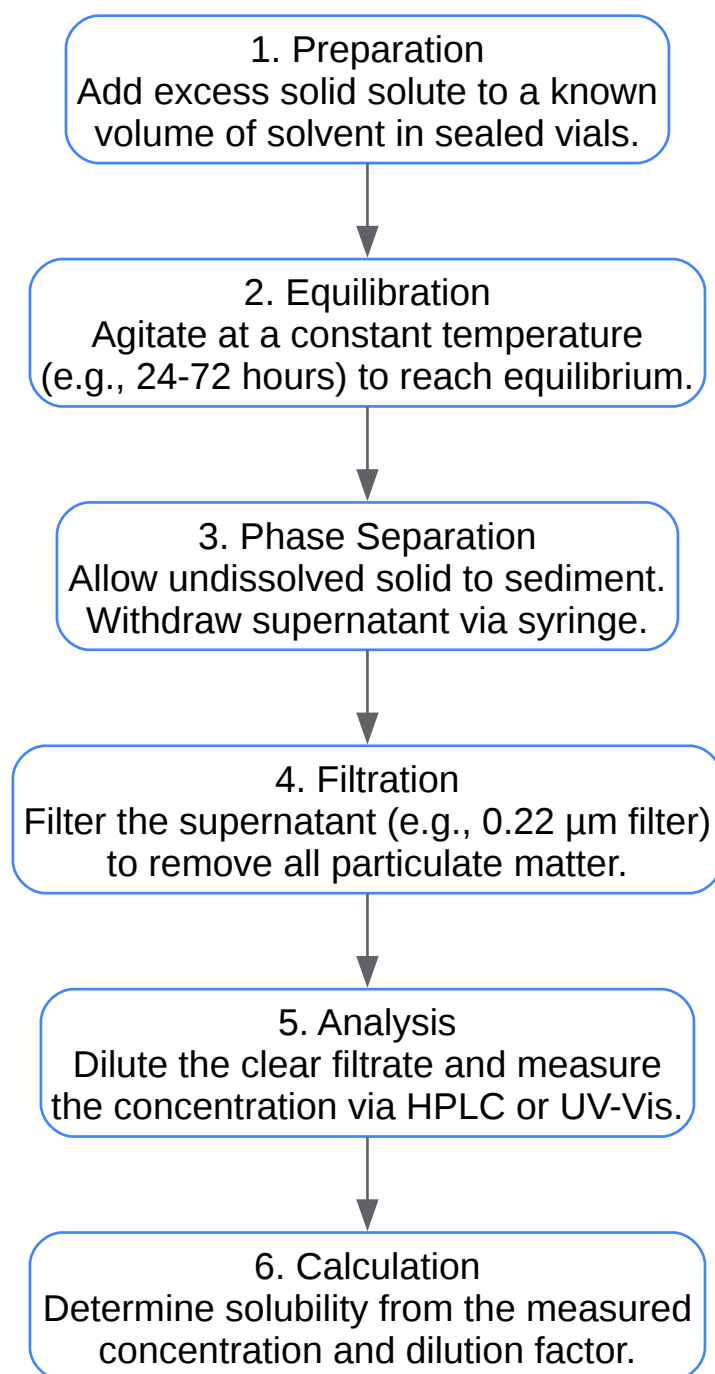 1. Preparation
Add excess solid solute to a known
volume of solvent in sealed vials.
2. Equilibration
Agitate at a constant temperature
(e.g., 24-72 hours) to reach equilibrium.
3. Phase Separation
Allow undissolved solid to sediment.
Withdraw supernatant via syringe.
4. Filtration
Filter the supernatant (e.g., 0.22 µm filter)
to remove all particulate matter.
5. Analysis
Dilute the clear filtrate and measure
the concentration via HPLC or UV-Vis.
6. Calculation
Determine solubility from the measured
concentration and dilution factor.